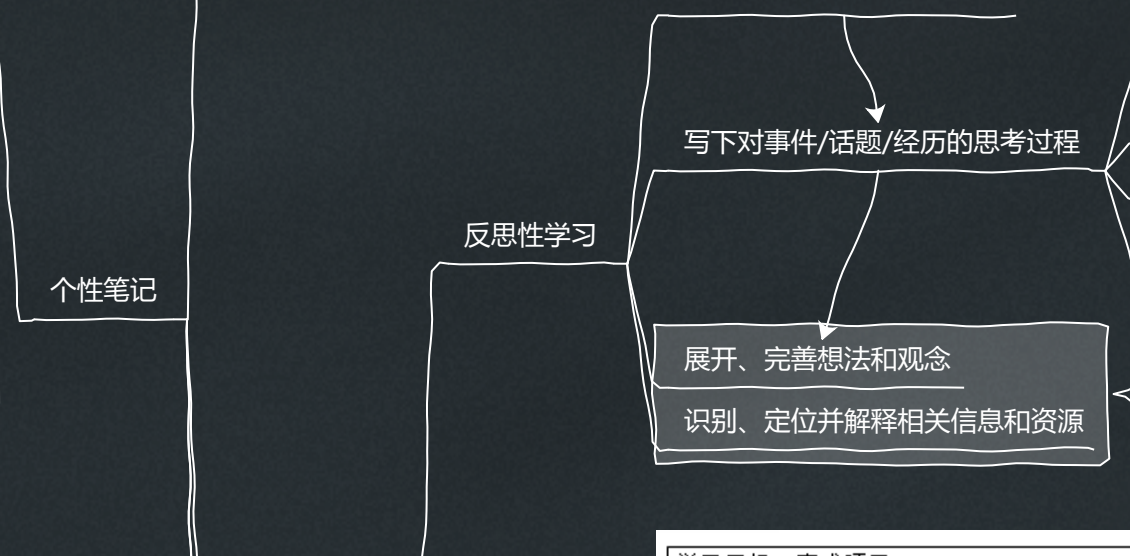 写下对事件/话题/经历的思考过程
反思性学习
个性笔记
展开、完善想法和观念
识别、定位并解释相关信息和资源